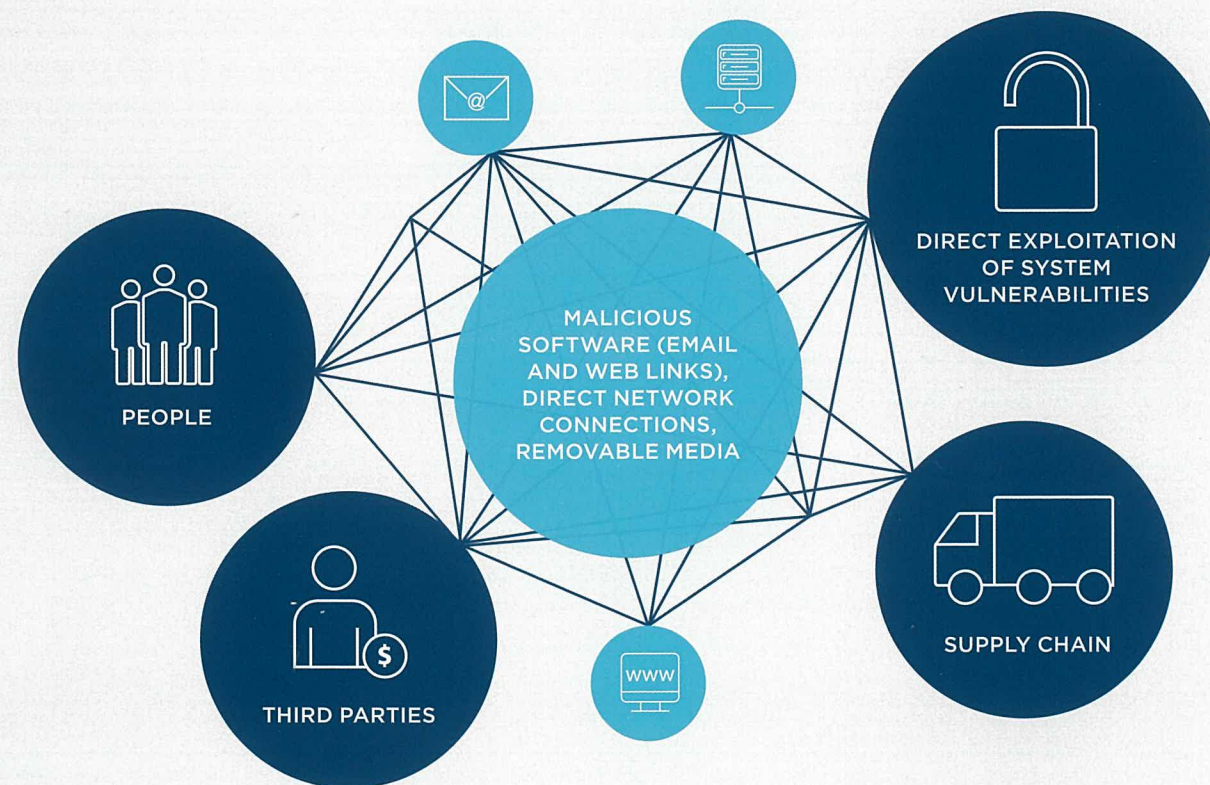 @
DIRECT EXPLOITATION
OF SYSTEM
VULNERABILITIES
MALICIOUS
SOFTWARE (EMAIL
AND WEB LINKS),
DIRECT NETWORK
CONNECTIONS,
REMOVABLE MEDIA
PEOPLE
$
THIRD PARTIES
WWW
SUPPLY CHAIN